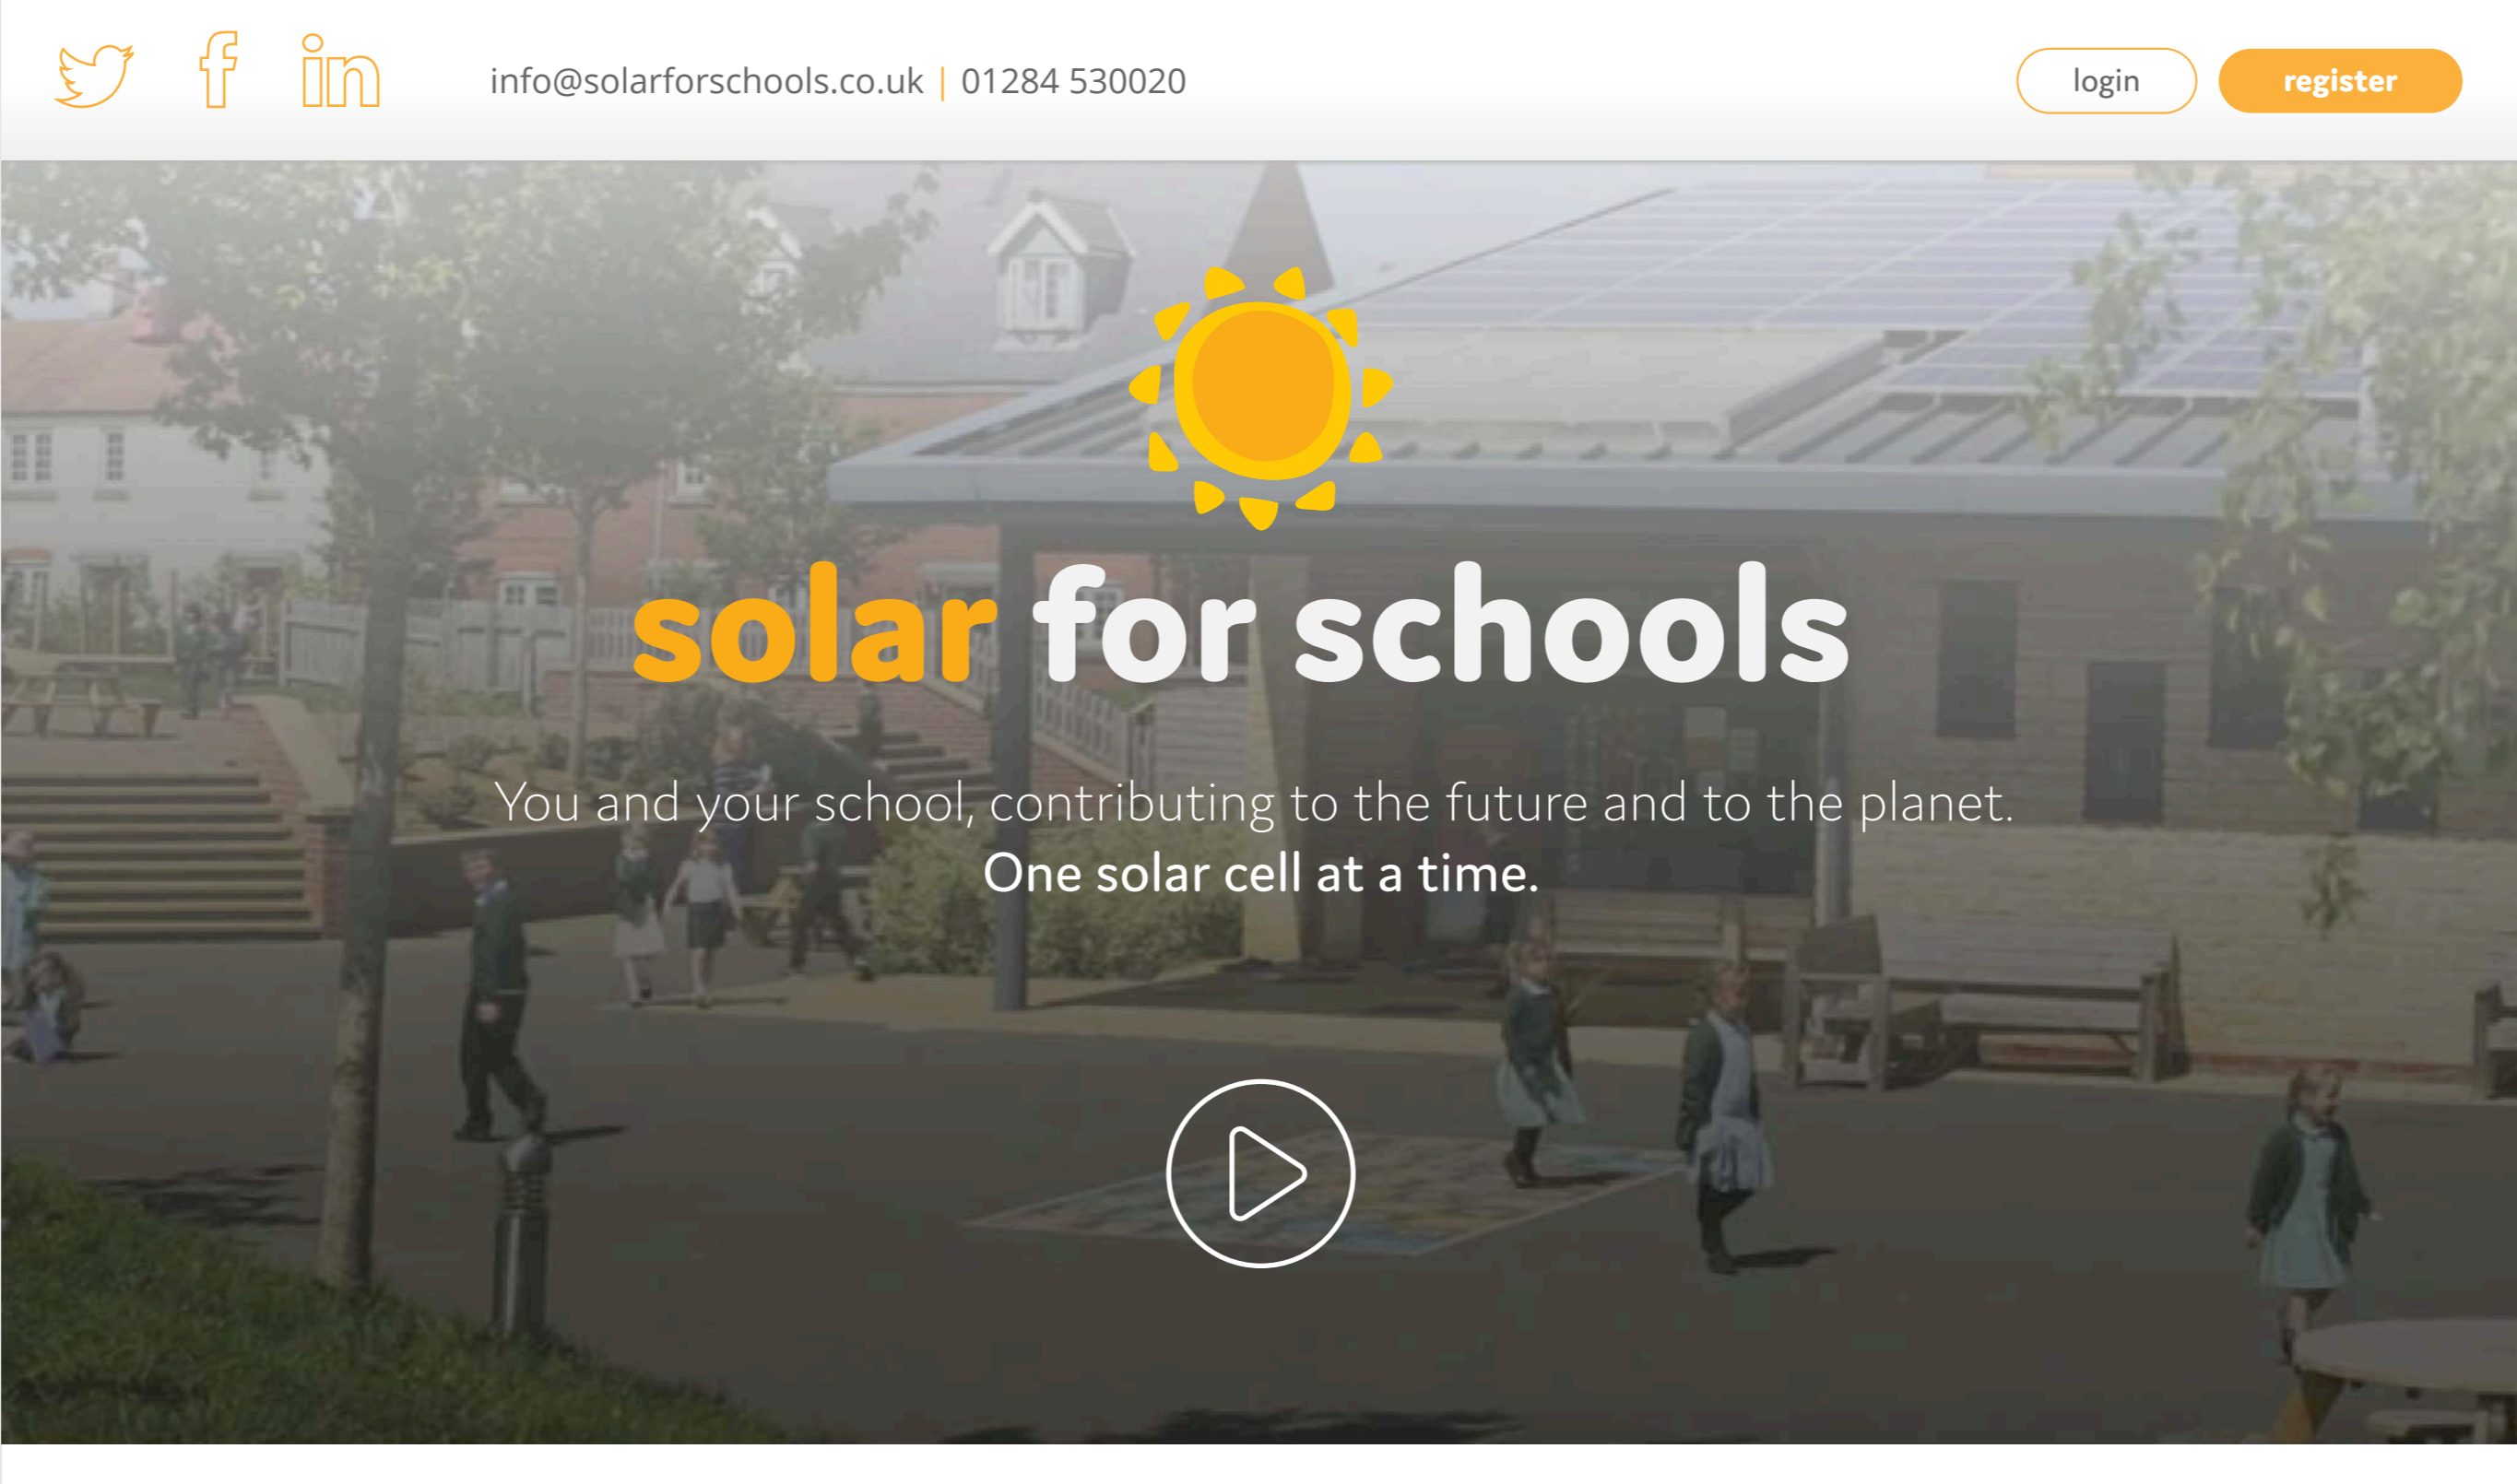 info@solarforschools.co.uk | 01284 530020
login
register
solar for schools
You and your school, contributing to the future and to the planet.
One solar cell at a time.